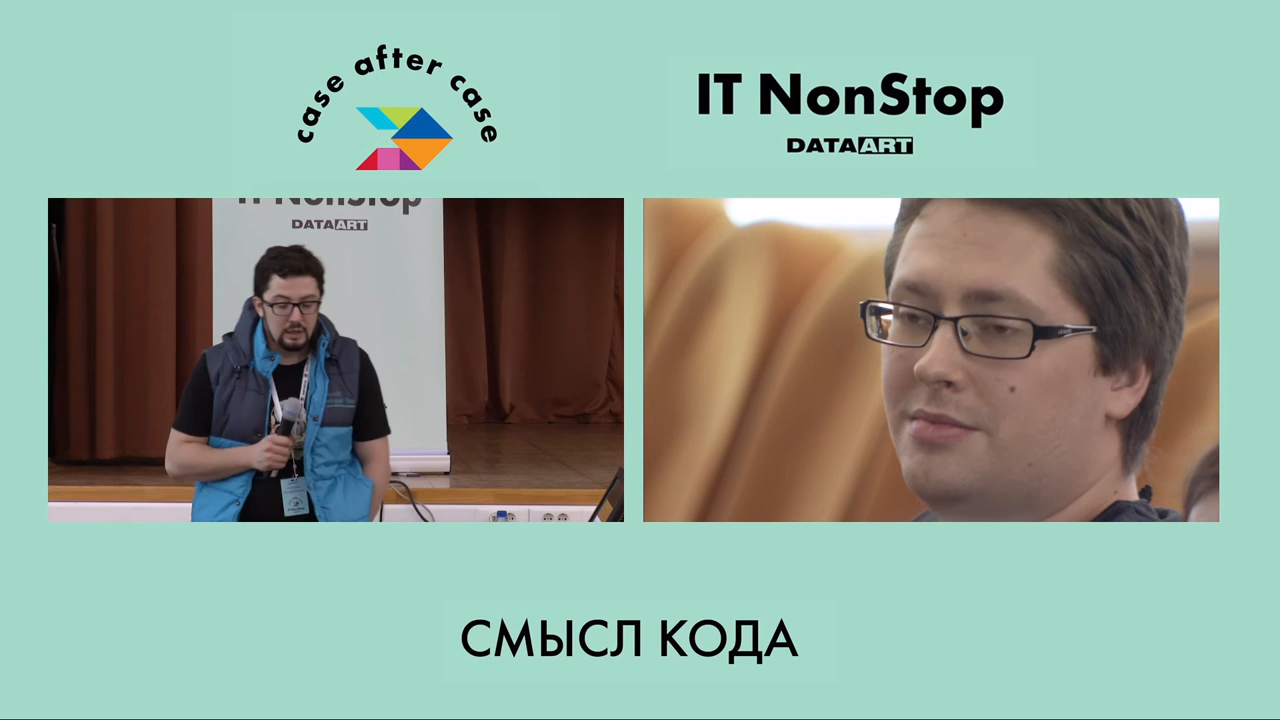 case after case
IT NonStop
DATAART
IT NonStop
DATAART
СМЫСЛ КОДА